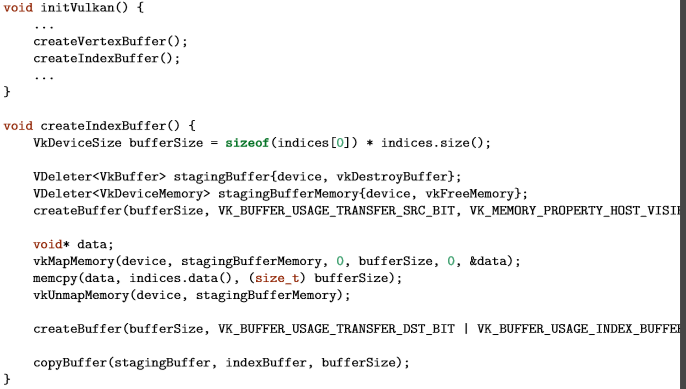 void initVulkan() {
    ...
    createVertexBuffer();
    createIndexBuffer();
    ...
}
void createIndexBuffer() {
    VkDeviceSize bufferSize = sizeof(indices[0]) * indices.size();
    VDeleter<VkBuffer> stagingBuffer{device, vkDestroyBuffer};
    VDeleter<VkDeviceMemory> stagingBufferMemory{device, vkFreeMemory};
    createBuffer(bufferSize, VK_BUFFER_USAGE_TRANSFER_SRC_BIT, VK_MEMORY_PROPERTY_HOST_VISI
    void* data;
    vkMapMemory(device, stagingBufferMemory, 0, bufferSize, 0, &data);
    memcpy(data, indices.data(), (size_t) bufferSize);
    vkUnmapMemory(device, stagingBufferMemory);
    createBuffer(bufferSize, VK_BUFFER_USAGE_TRANSFER_DST_BIT | VK_BUFFER_USAGE_INDEX_BUFFE
    copyBuffer(stagingBuffer, indexBuffer, bufferSize);
}